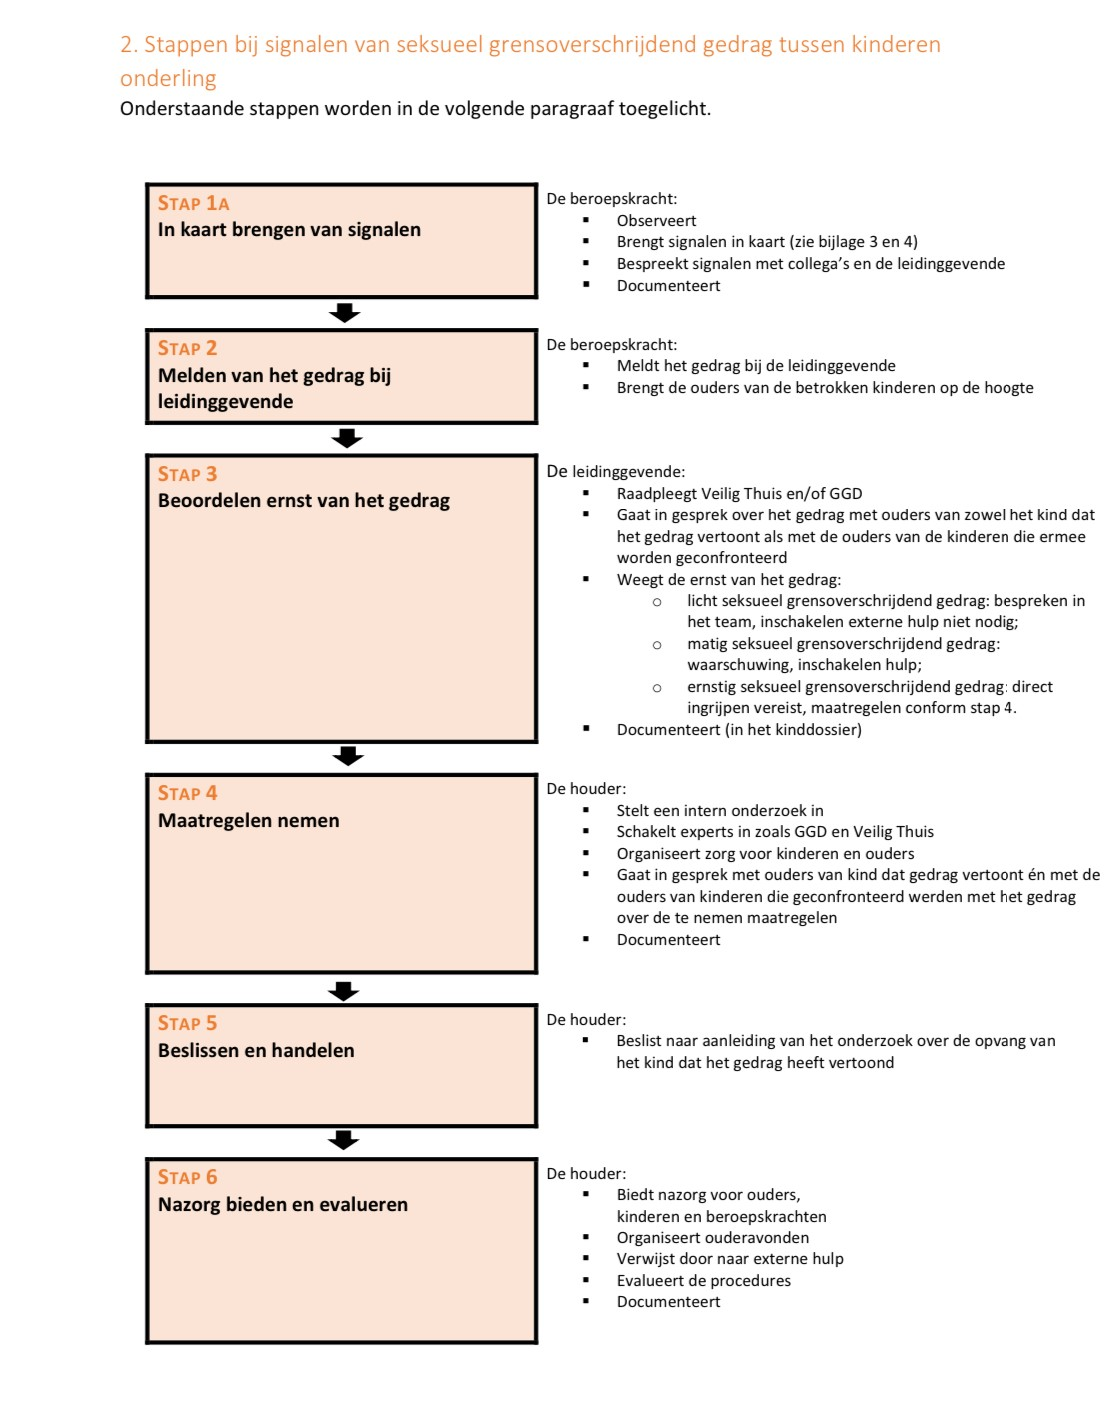 2. Stappen bij signalen van seksueel grensoverschrijdend gedrag tussen kinderen
onderling
Onderstaande stappen worden in de volgende paragraaf toegelicht.
STAP 1A
In kaart brengen van signalen
De beroepskracht:
▪ Observeert
▪ Brengt signalen in kaart (zie bijlage 3 en 4)
▪ Bespreekt signalen met collega’s en de leidinggevende
▪ Documenteert
STAP 2
Melden van het gedrag bij
leidinggevende
De beroepskracht:
▪ Meldt het gedrag bij de leidinggevende
▪ Brengt de ouders van de betrokken kinderen op de hoogte
STAP 3
Beoordelen ernst van het gedrag
De leidinggevende:
▪ Raadpleegt Veilig Thuis en/of GGD
▪ Gaat in gesprek over het gedrag met ouders van zowel het kind dat
het gedrag vertoont als met de ouders van de kinderen die ermee
worden geconfronteerd
▪ Weegt de ernst van het gedrag:
o licht seksueel grensoverschrijdend gedrag: bespreken in
het team, inschakelen externe hulp niet nodig;
o matig seksueel grensoverschrijdend gedrag:
waarschuwing, inschakelen hulp;
o ernstig seksueel grensoverschrijdend gedrag: direct
ingrijpen vereist, maatregelen conform stap 4.
▪ Documenteert (in het kinddossier)
STAP 4
Maatregelen nemen
De houder:
▪ Stelt een intern onderzoek in
▪ Schakelt experts in zoals GGD en Veilig Thuis
▪ Organiseert zorg voor kinderen en ouders
▪ Gaat in gesprek met ouders van kind dat gedrag vertoont én met de
ouders van kinderen die geconfronteerd werden met het gedrag
over de te nemen maatregelen
▪ Documenteert
STAP 5
Beslissen en handelen
De houder:
▪ Beslist naar aanleiding van het onderzoek over de opvang van
het kind dat het gedrag heeft vertoond
STAP 6
Nazorg bieden en evalueren
De houder:
▪ Biedt nazorg voor ouders,
kinderen en beroepskrachten
▪ Organiseert ouderavonden
▪ Verwijst door naar externe hulp
▪ Evalueert de procedures
▪ Documenteert